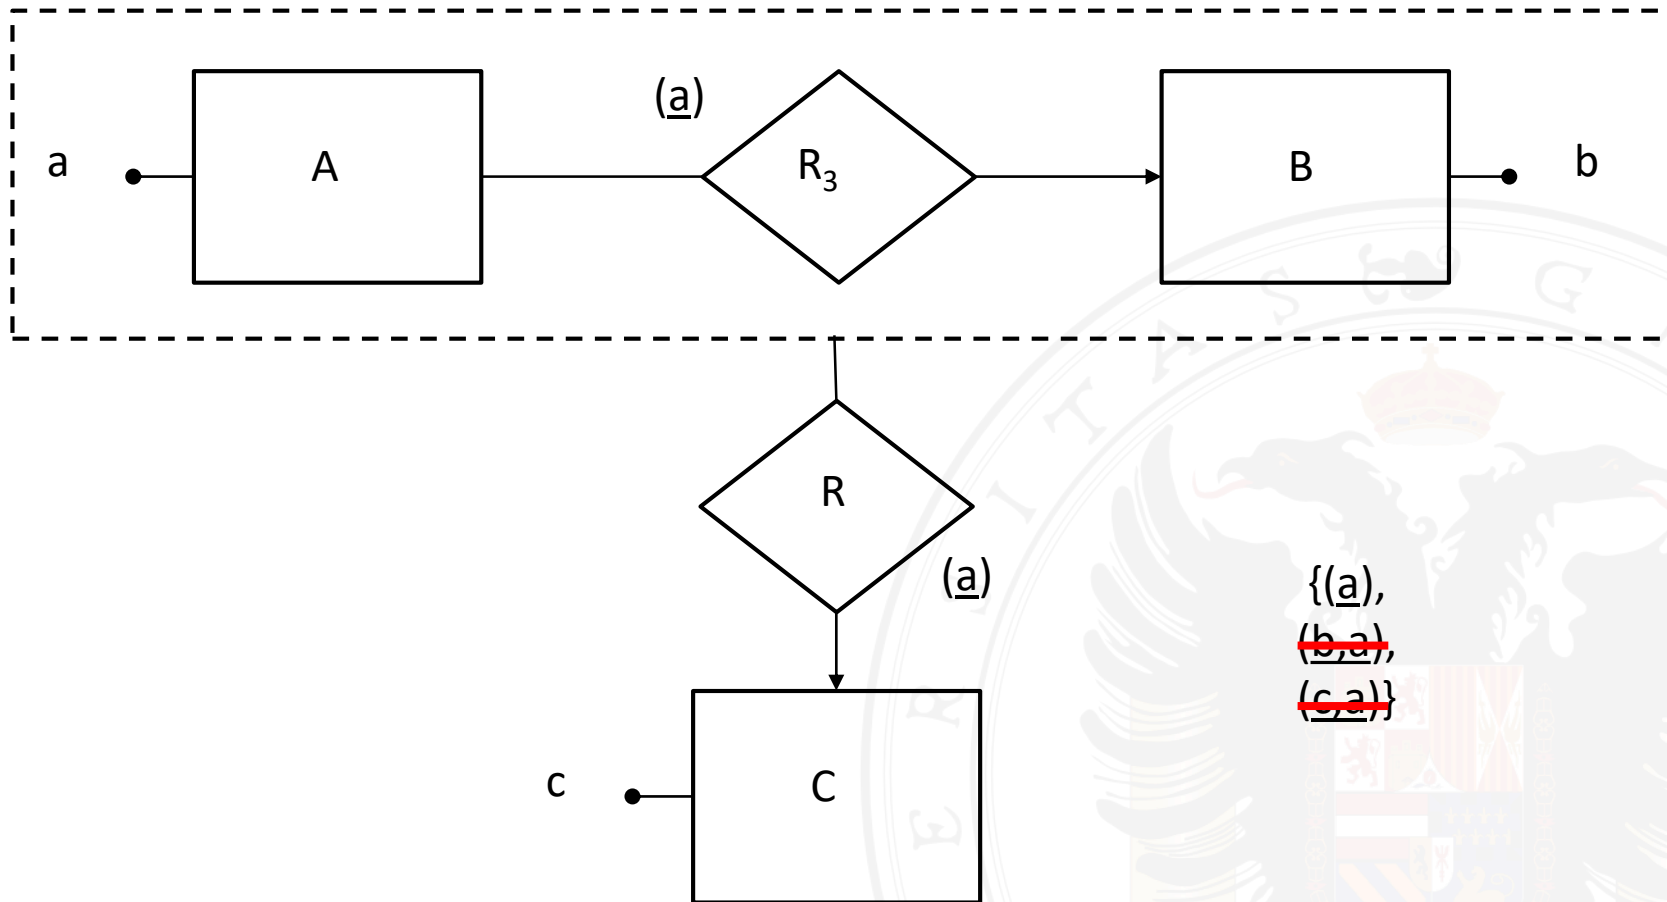 (a)
a
A
R3
B
b
R
(a)
{(a),
(b,a),
(c,a)}
c
C
E R S I T A S G